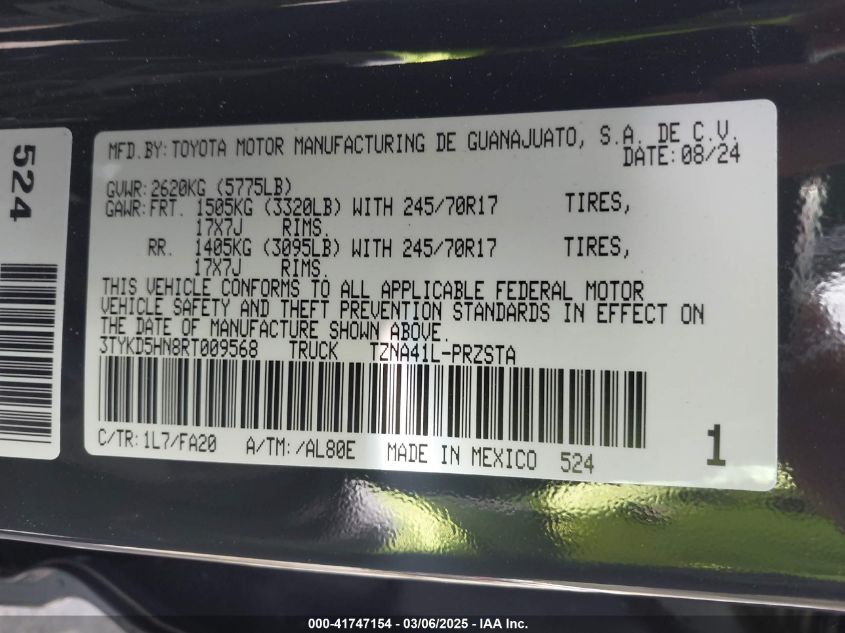 524
MFD.BY:TOYOTA MOTOR MANUFACTURING DE GUANAJUATO, S.A. DE C.V.
DATE:08/24
GVWR:2620KG (5775LB)
GAWR:FRT. 1505KG (3320LB) WITH 245/70R17 TIRES,
17X7J RIMS.
RR. 1405KG (3095LB) WITH 245/70R17 TIRES,
17X7J RIMS.
THIS VEHICLE CONFORMS TO ALL APPLICABLE FEDERAL MOTOR
VEHICLE SAFETY AND THEFT PREVENTION STANDARDS IN EFFECT ON
THE DATE OF MANUFACTURE SHOWN ABOVE.
3TYKD5HN8RT009568 TRUCK TZNA41L-PRZSTA
C/TR:1L7/FA20 A/TM:/AL80E MADE IN MEXICO 524 1
000-41747154 - 03/06/2025 - IAA Inc.